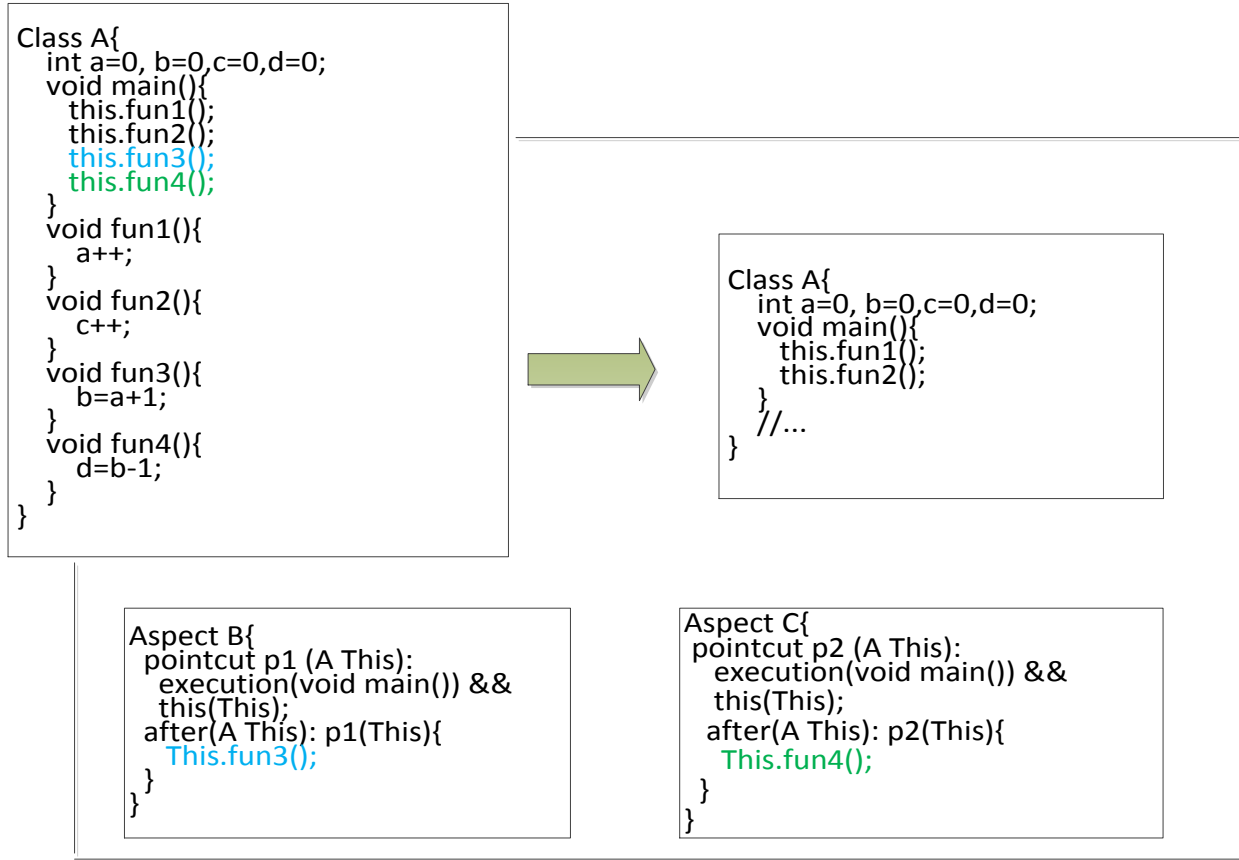 Class A{
int a=0, b=0,c=0,d=0;
void main(){
this.fun1();
this.fun2();
this.fun3();
this.fun4();
}
void fun1(){
a++;
}
void fun2(){
c++;
}
void fun3(){
b=a+1;
}
void fun4(){
d=b-1;
}
}
Class A{
int a=0, b=0,c=0,d=0;
void main(){
this.fun1();
this.fun2();
}
//...
}
Aspect B{
pointcut p1 (A This):
execution(void main()) &&
this(This);
after(A This): p1(This){
This.fun3();
}
}
Aspect C{
pointcut p2 (A This):
execution(void main()) &&
this(This);
after(A This): p2(This){
This.fun4();
}
}